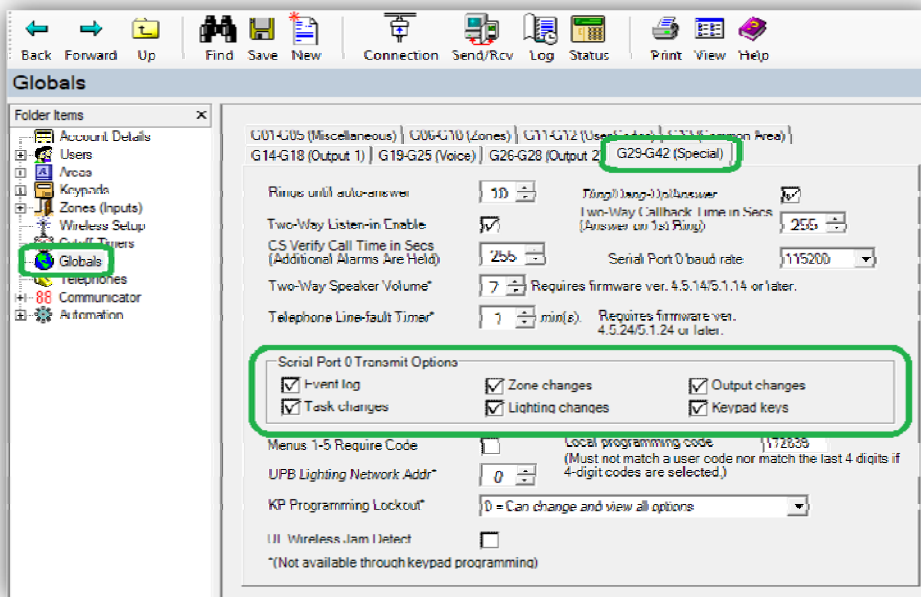 Back Forward Up Find Save New Connection Send/Rcv Log Status Print View Help
Globals
Folder Items
Account Details
Users
Areas
Keypads
Zones (Inputs)
Wireless Setup
Cutoff Timers
Globals
Telephones
88 Communicator
Automation
G01-G05 (Miscellaneous) G06-G10 (Zones) G11-G12 (UserCodes) (Common Area)
G14-G18 (Output 1) G19-G25 (Voice) G26-G28 (Output 2) G29-G42 (Special)
Rings until auto-answer 10
Two-Way Listen-in Enable
Two-Way Callback Time in Secs
(Answer on 1st Ring) 255
CS Verify Call Time in Secs
(Additional Alarms Are Held) 255
Serial Port 0 baud rate 115200
Two-Way Speaker Volume* 7 Requires firmware ver. 4.5.14/5.1.14 or later.
Telephone Line-fault Timer* 1 min(s). Requires firmware ver.
4.5.24/5.1.24 or later.
Serial Port 0 Transmit Options
Event log Zone changes Output changes
Task changes Lighting changes Keypad keys
Menus 1-5 Require Code
Local programming code
(Must not match a user code nor match the last 4 digits if
4-digit codes are selected.)
UPB Lighting Network Addr* 0
KP Programming Lockout* 0 = Can change and view all options
UL Wireless Jam Detect
*(Not available through keypad programming)